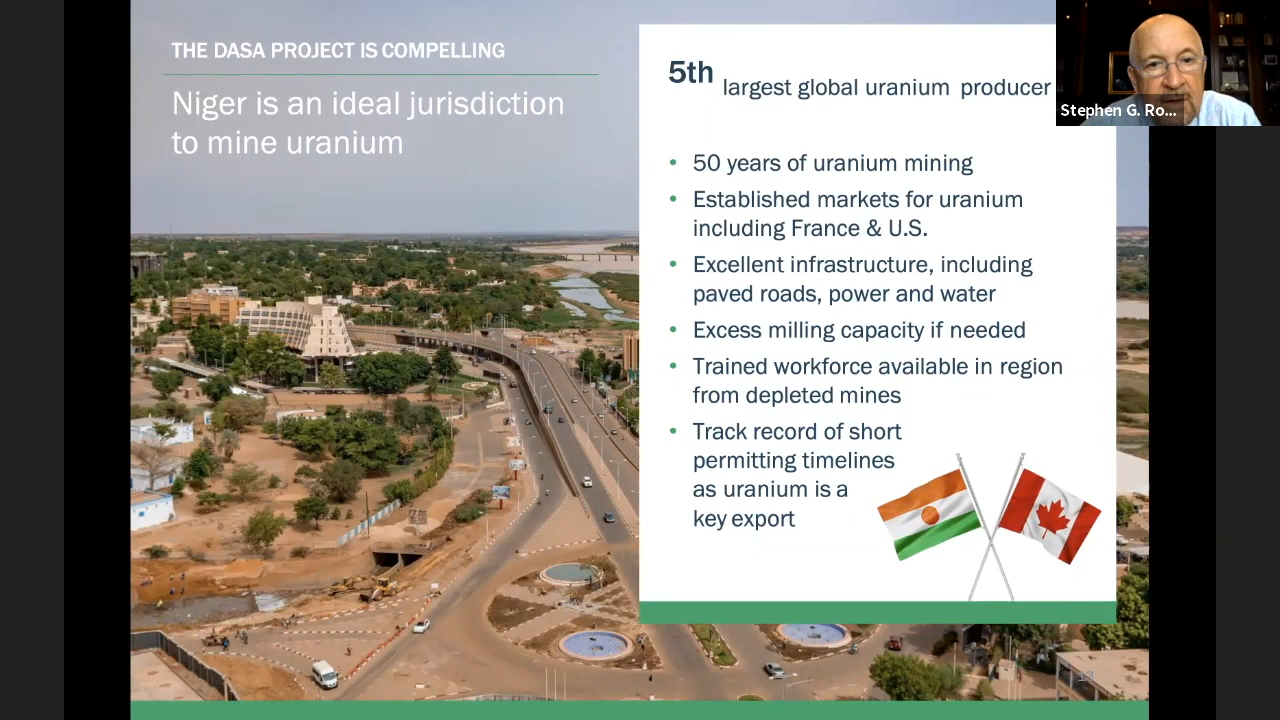 THE DASA PROJECT IS COMPELLING
Niger is an ideal jurisdiction
to mine uranium
5th largest global uranium producer
• 50 years of uranium mining
• Established markets for uranium
including France & U.S.
• Excellent infrastructure, including
paved roads, power and water
• Excess milling capacity if needed
• Trained workforce available in region
from depleted mines
• Track record of short
permitting timelines
as uranium is a
key export
Stephen G. Ro...